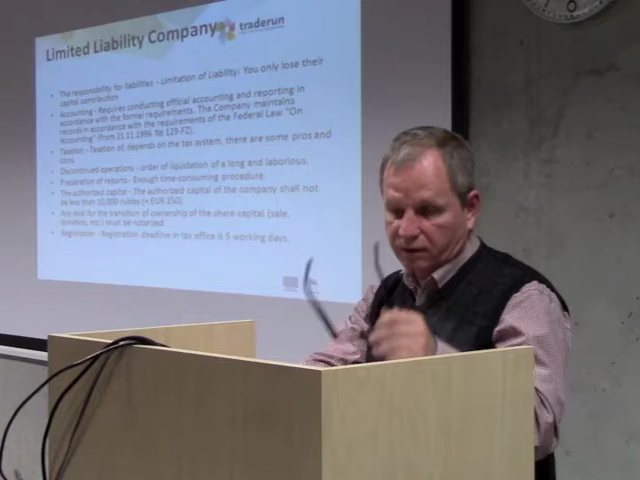 Limited Liability Company
traderun
The responsibility for liabilities - Limitation of Liability: You only lose their
capital contribution
Accounting - Requires conducting official accounting and reporting in
accordance with the formal requirements. The Company maintains
records in accordance with the requirements of the Federal Law "On
Accounting" (from 21.11.1996 № 129-FZ).
Taxation - Taxation of, depends on the tax system, there are some pros and
cons
Discontinued operations - order of liquidation of a long and laborious.
Preparation of reports - Enough time-consuming procedure.
The authorized capital - The authorized capital of the company shall not
be less than 10,000 rubles (≈ EUR 250).
Any deal for the transition of ownership of the share capital (sale,
donation, etc.) must be notarized
Registration - Registration deadline in tax office is 5 working days.